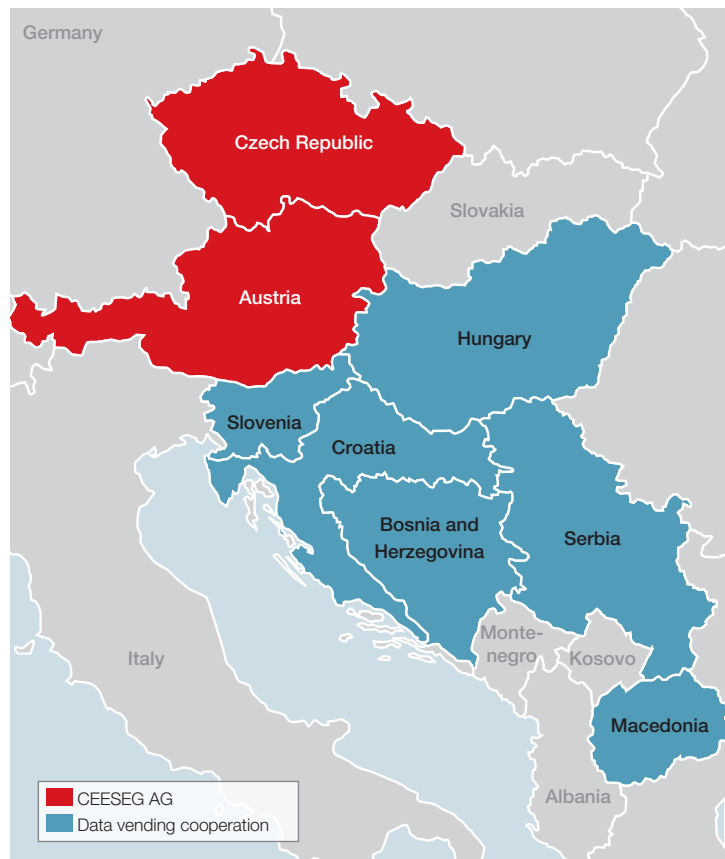 Germany
Czech Republic
Slovakia
Austria
Hungary
Slovenia
Croatia
Bosnia and
Herzegovina
Serbia
Monte-
negro
Kosovo
Italy
Macedonia
Albania
CEESEG AG
Data vending cooperation